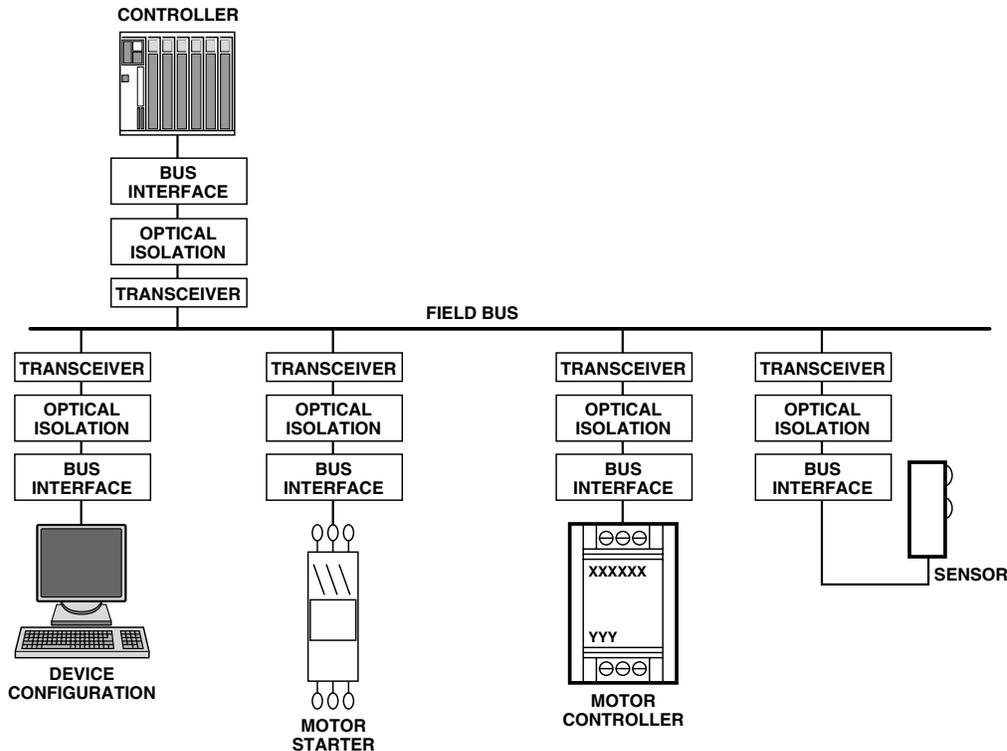 CONTROLLER
BUS
INTERFACE
OPTICAL
ISOLATION
TRANSCEIVER
FIELD BUS
TRANSCEIVER
OPTICAL
ISOLATION
BUS
INTERFACE
DEVICE
CONFIGURATION
TRANSCEIVER
OPTICAL
ISOLATION
BUS
INTERFACE
MOTOR
STARTER
TRANSCEIVER
OPTICAL
ISOLATION
BUS
INTERFACE
XXXXXX
YYY
MOTOR
CONTROLLER
TRANSCEIVER
OPTICAL
ISOLATION
BUS
INTERFACE
SENSOR